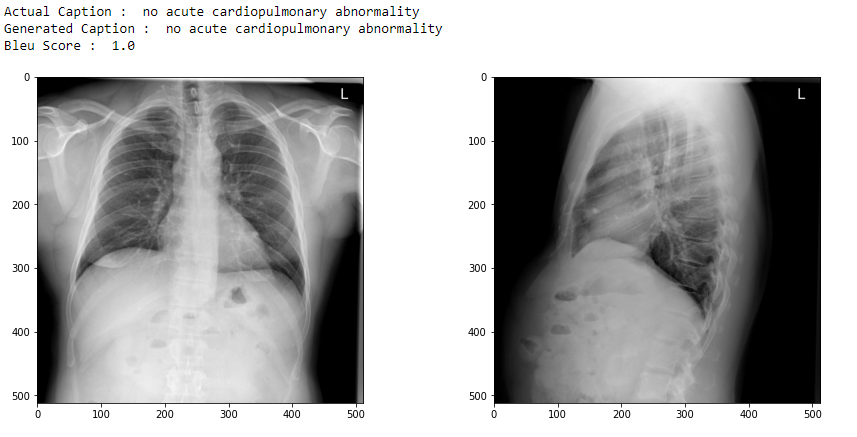 Actual Caption :  no acute cardiopulmonary abnormality
Generated Caption :  no acute cardiopulmonary abnormality
Bleu Score :  1.0
0
100
200
300
400
500
0 100 200 300 400 500
L
0
100
200
300
400
500
0 100 200 300 400 500
L